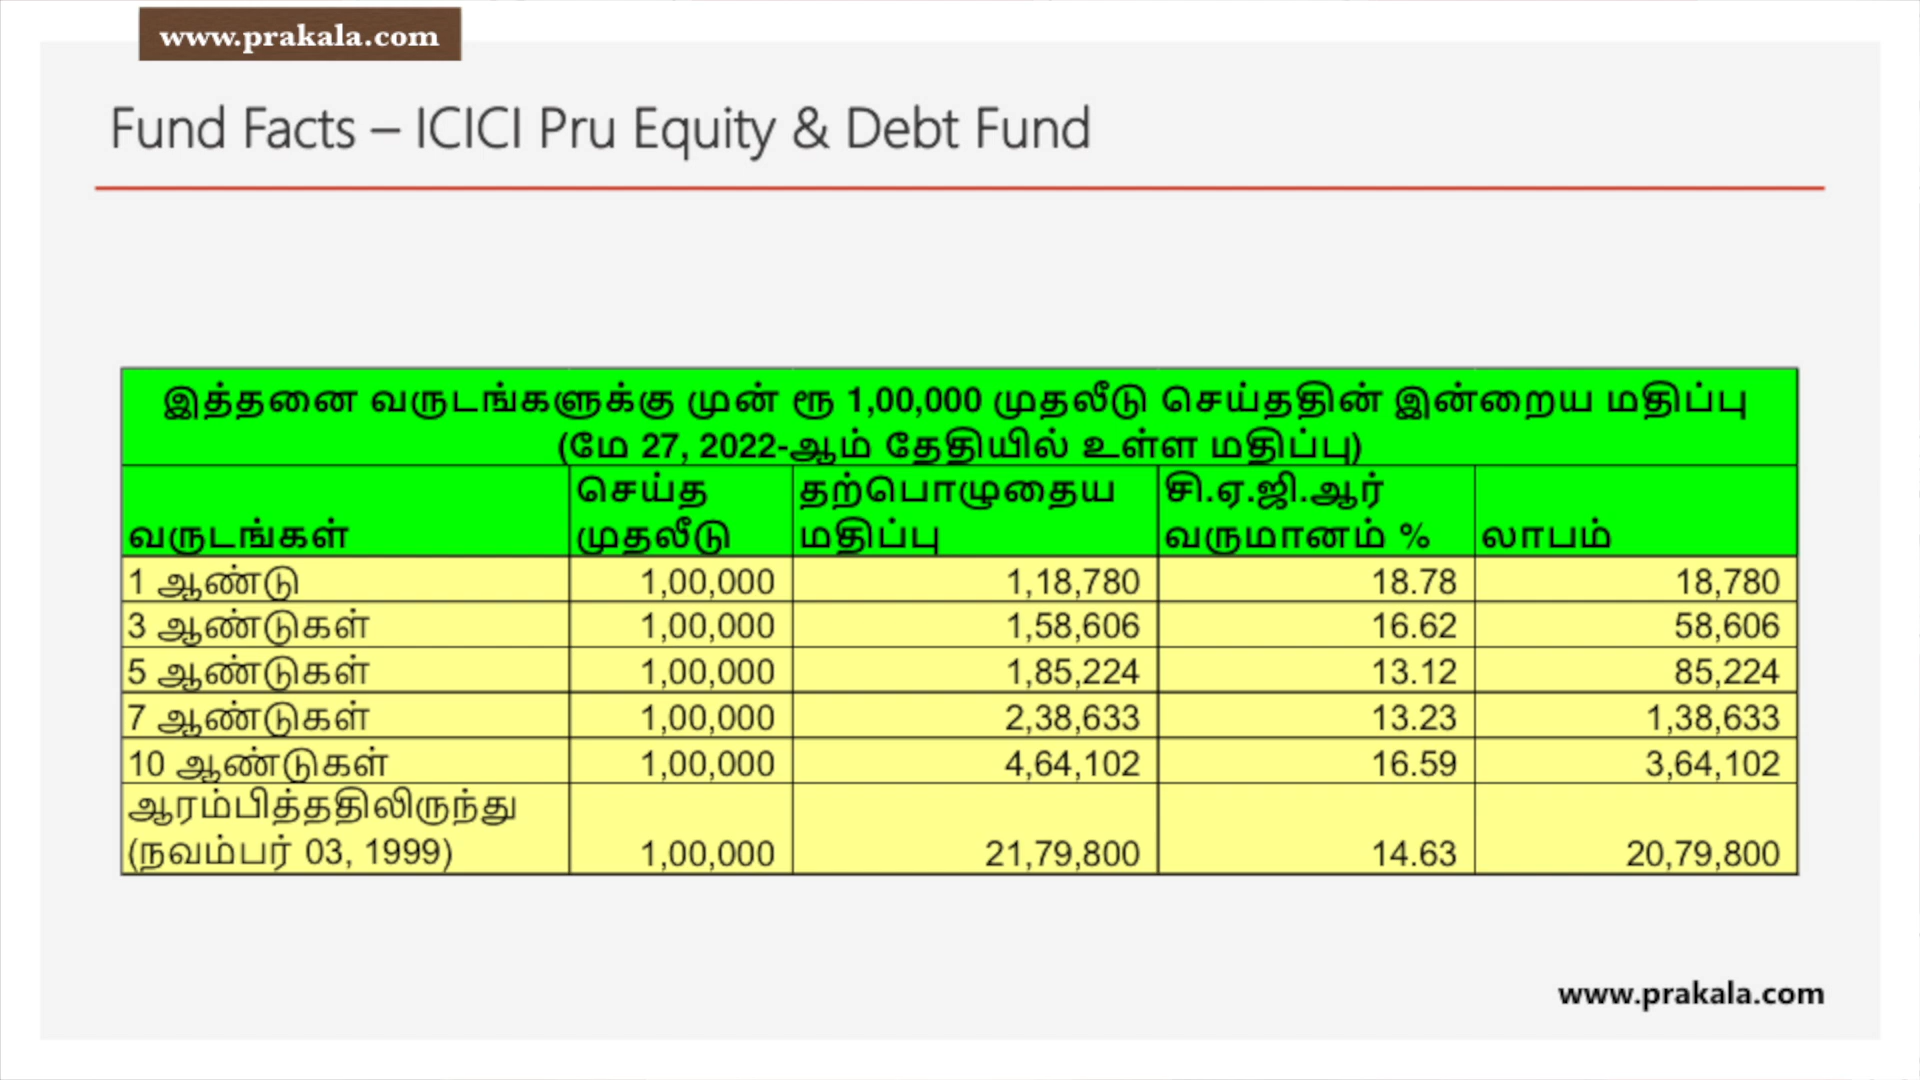 www.prakala.com
Fund Facts – ICICI Pru Equity & Debt Fund
இத்தனை வருடங்களுக்கு முன் ரூ 1,00,000 முதலீடு செய்ததின் இன்றைய மதிப்பு
(மே 27, 2022-ஆம் தேதியில் உள்ள மதிப்பு)
வருடங்கள் செய்த முதலீடு தற்பொழுதைய மதிப்பு சி.ஏ.ஜி.ஆர் வருமானம் % லாபம்
1 ஆண்டு 1,00,000 1,18,780 18.78 18,780
3 ஆண்டுகள் 1,00,000 1,58,606 16.62 58,606
5 ஆண்டுகள் 1,00,000 1,85,224 13.12 85,224
7 ஆண்டுகள் 1,00,000 2,38,633 13.23 1,38,633
10 ஆண்டுகள் 1,00,000 4,64,102 16.59 3,64,102
ஆரம்பித்ததிலிருந்து
(நவம்பர் 03, 1999) 1,00,000 21,79,800 14.63 20,79,800
www.prakala.com